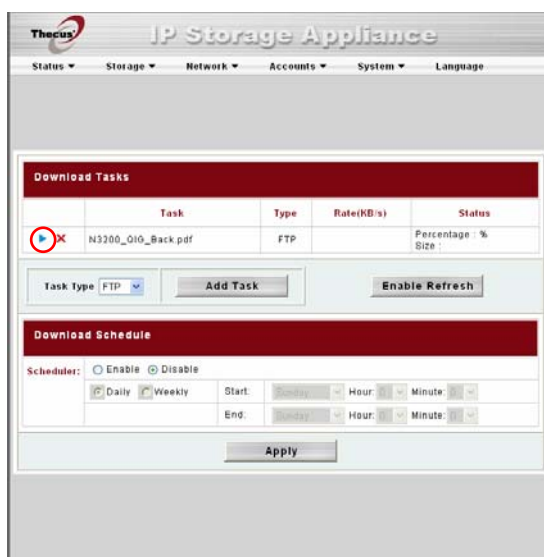 Thecus IP Storage Appliance
Status Storage Network Accounts System Language
Download Tasks
Task Type Rate(KB/s) Status
N3200_QIG_Back.pdf FTP Percentage : %
Size :
Task Type FTP Add Task Enable Refresh
Download Schedule
Scheduler: Enable Disable
Daily Weekly Start: Sunday Hour: 0 Minute: 0
End: Sunday Hour: 0 Minute: 0
Apply